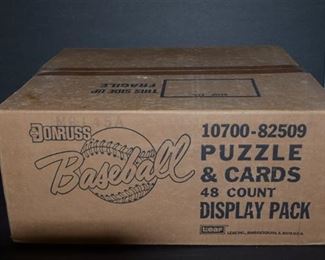 THIS SIDE UP
FRAGILE
DONRUSS
Baseball
10700-82509
PUZZLE
& CARDS
48 COUNT
DISPLAY PACK
Leaf